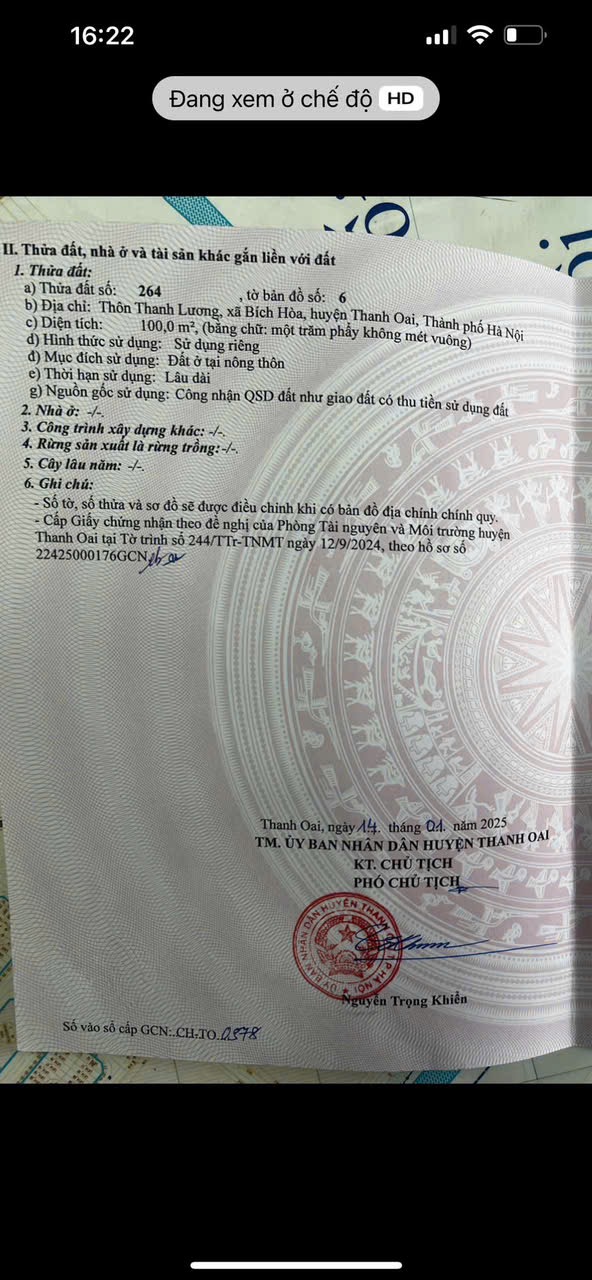 16:22
Đang xem ở chế độ HD
II. Thửa đất, nhà ở và tài sản khác gắn liền với đất
1. Thửa đất:
a) Thửa đất số: 264 , tờ bản đồ số: 6
b) Địa chỉ: Thôn Thanh Lương, xã Bích Hòa, huyện Thanh Oai, Thành phố Hà Nội
c) Diện tích: 100,0 m², (bằng chữ: một trăm phẩy không mét vuông)
d) Hình thức sử dụng: Sử dụng riêng
đ) Mục đích sử dụng: Đất ở tại nông thôn
e) Thời hạn sử dụng: Lâu dài
g) Nguồn gốc sử dụng: Công nhận QSD đất như giao đất có thu tiền sử dụng đất
2. Nhà ở: -/-.
3. Công trình xây dựng khác: -/-.
4. Rừng sản xuất là rừng trồng: -/-.
5. Cây lâu năm: -/-.
6. Ghi chú:
- Số tờ, số thửa và sơ đồ sẽ được điều chỉnh khi có bản đồ địa chính chính quy.
- Cấp Giấy chứng nhận theo đề nghị của Phòng Tài nguyên và Môi trường huyện
Thanh Oai tại Tờ trình số 244/TTr-TNMT ngày 12/9/2024, theo hồ sơ số
22425000176GCN
Thanh Oai, ngày 14. tháng 01. năm 2025
TM. ỦY BAN NHÂN DÂN HUYỆN THANH OAI
KT. CHỦ TỊCH
PHÓ CHỦ TỊCH
ỦY BAN NHÂN DÂN HUYỆN THANH OAI T.P HÀ NỘI
Nguyễn Trọng Khiển
Số vào sổ cấp GCN:.CH.TO.0378